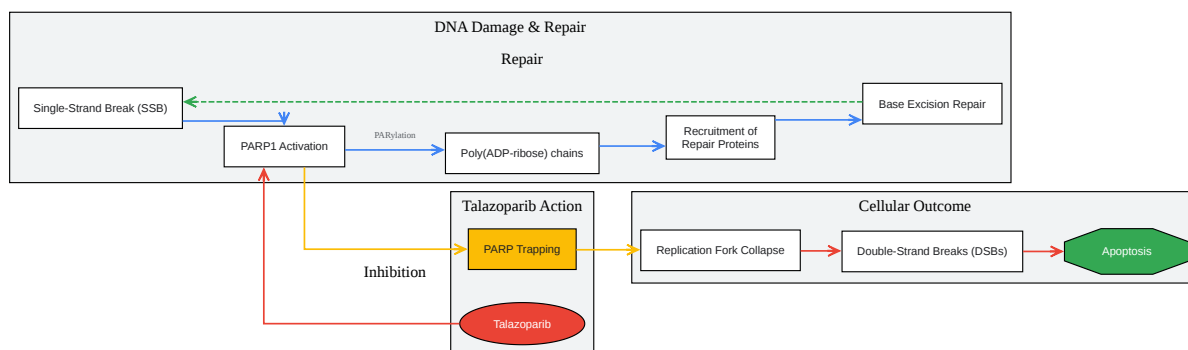 DNA Damage & Repair
Repair
Single-Strand Break (SSB)
Base Excision Repair
PARP1 Activation
PARylation
Poly(ADP-ribose) chains
Recruitment of
Repair Proteins
Talazoparib Action
Cellular Outcome
PARP Trapping
Replication Fork Collapse
Double-Strand Breaks (DSBs)
Apoptosis
Inhibition
Talazoparib